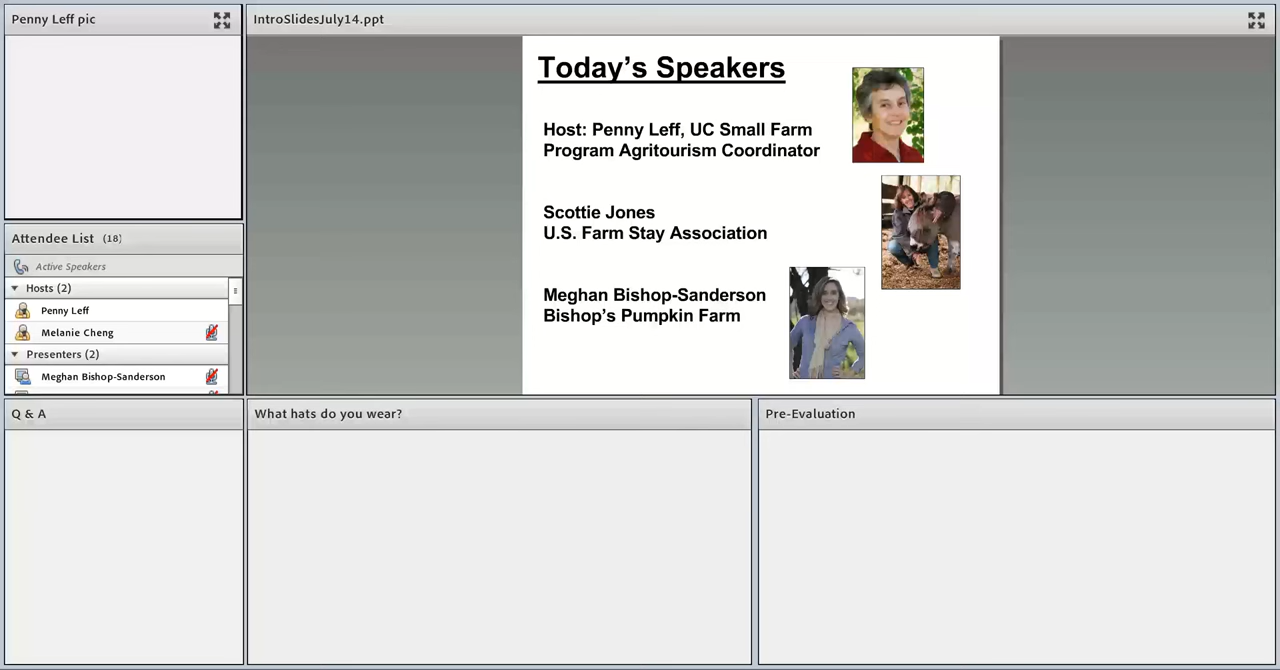 Penny Leff pic
IntroSlidesJuly14.ppt
Today's Speakers
Host: Penny Leff, UC Small Farm
Program Agritourism Coordinator
Scottie Jones
U.S. Farm Stay Association
Meghan Bishop-Sanderson
Bishop's Pumpkin Farm
Attendee List (18)
Active Speakers
Hosts (2)
Penny Leff
Melanie Cheng
Presenters (2)
Meghan Bishop-Sanderson
Q & A
What hats do you wear?
Pre-Evaluation